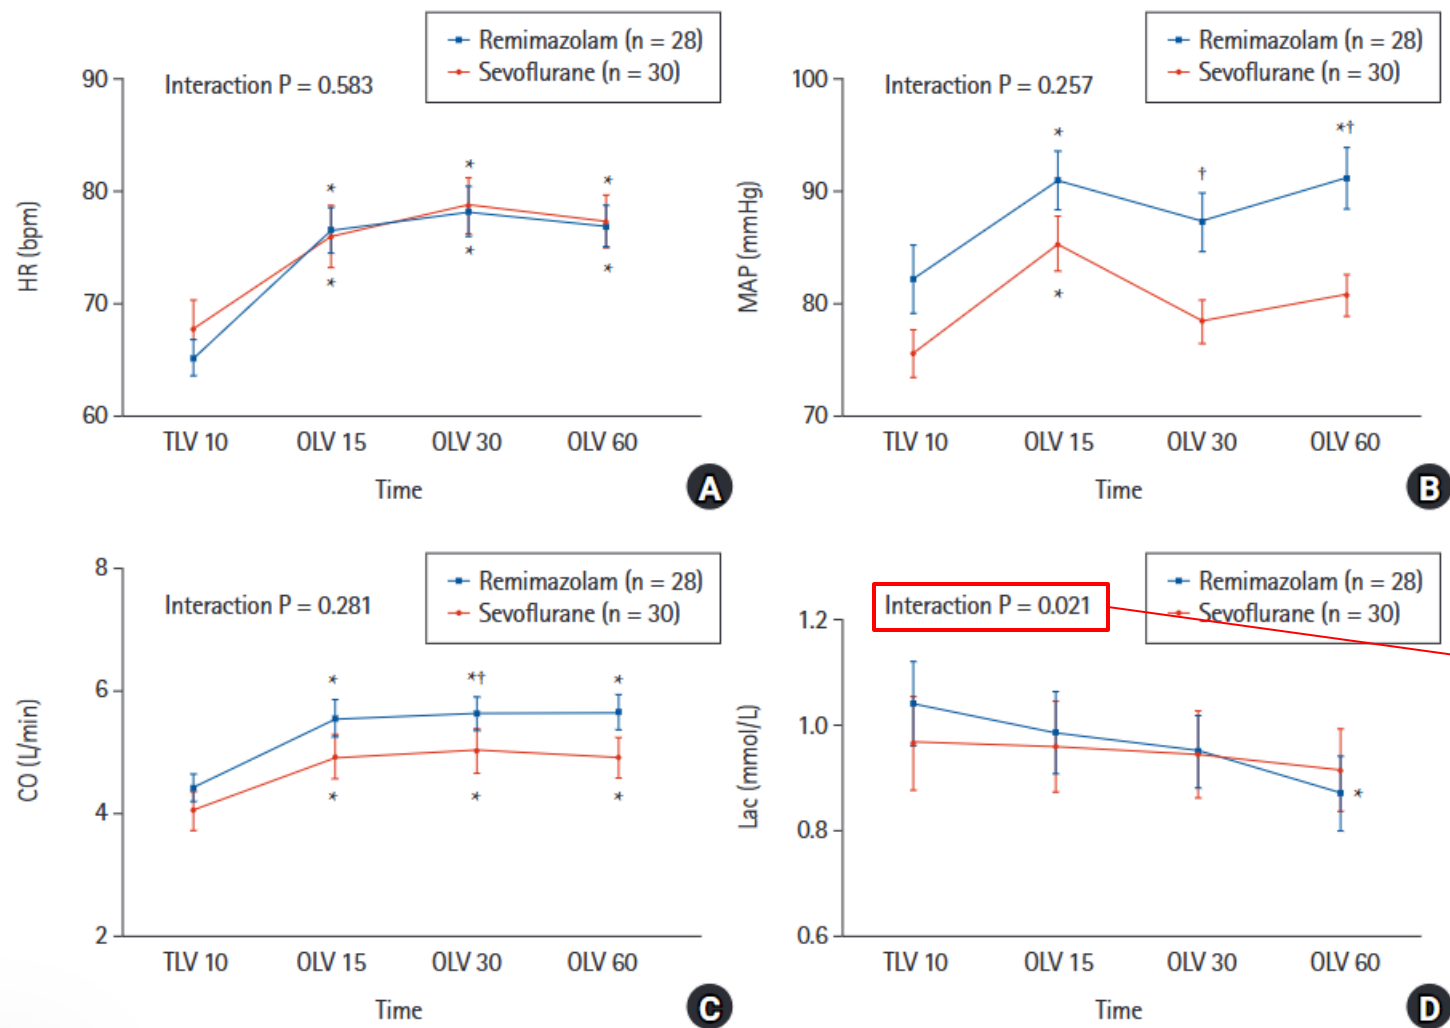 Remimazolam (n = 28)
Sevoflurane (n = 30)
Interaction P = 0.583
HR (bpm)
90
80
70
60
*
*
*
*
*
*
TLV 10 OLV 15 OLV 30 OLV 60
Time
A
Remimazolam (n = 28)
Sevoflurane (n = 30)
Interaction P = 0.257
MAP (mmHg)
100
90
80
70
*
†
*†
*
TLV 10 OLV 15 OLV 30 OLV 60
Time
B
Remimazolam (n = 28)
Sevoflurane (n = 30)
Interaction P = 0.281
CO (L/min)
8
6
4
2
*
*†
*
*
*
*
TLV 10 OLV 15 OLV 30 OLV 60
Time
C
Remimazolam (n = 28)
Sevoflurane (n = 30)
Interaction P = 0.021
Lac (mmol/L)
1.2
1.0
0.8
0.6
*
TLV 10 OLV 15 OLV 30 OLV 60
Time
D